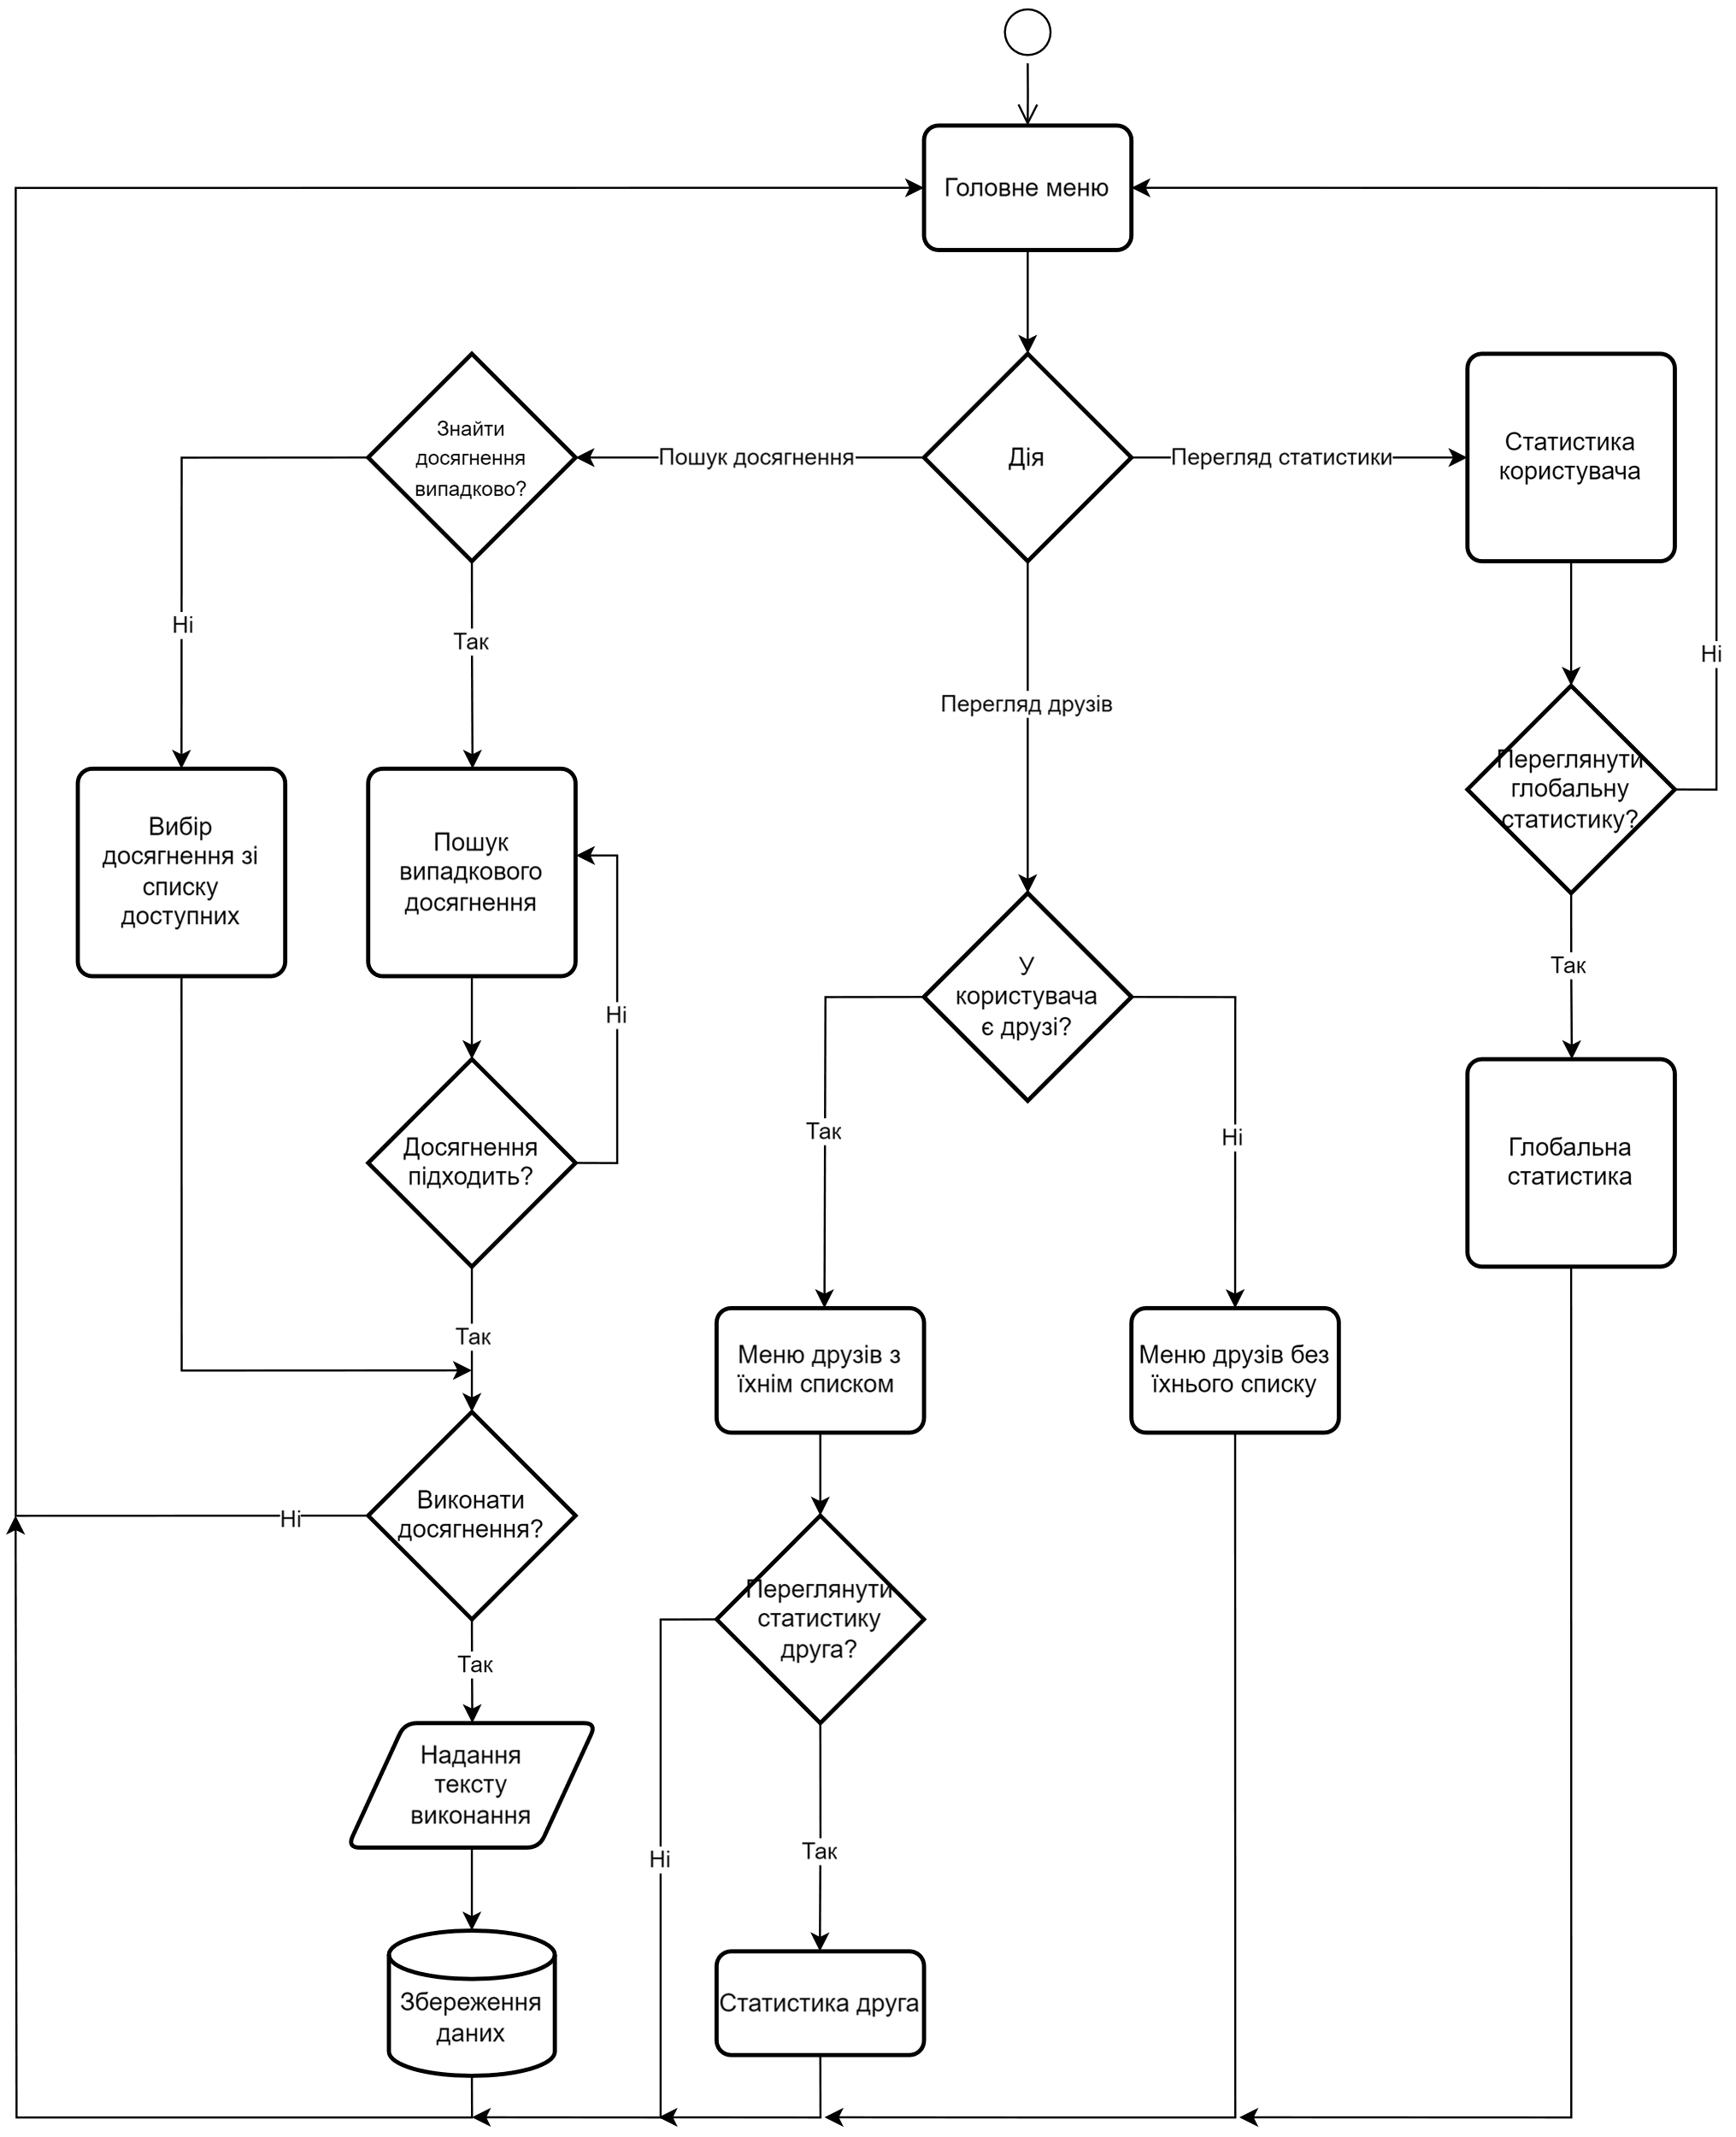 Головне меню
Знайти
досягнення
випадково?
Пошук досягнення
Дія
Перегляд статистики
Статистика
користувача
Ні
Так
Перегляд друзів
Ні
Переглянути
глобальну
статистику?
Вибір
досягнення зі
списку
доступних
Пошук
випадкового
досягнення
Ні
У
користувача
є друзі?
Так
Досягнення
підходить?
Так
Ні
Глобальна
статистика
Так
Меню друзів з
їхнім списком
Меню друзів без
їхнього списку
Ні
Виконати
досягнення?
Переглянути
статистику
друга?
Так
Надання
тексту
виконання
Ні
Так
Збереження
даних
Статистика друга